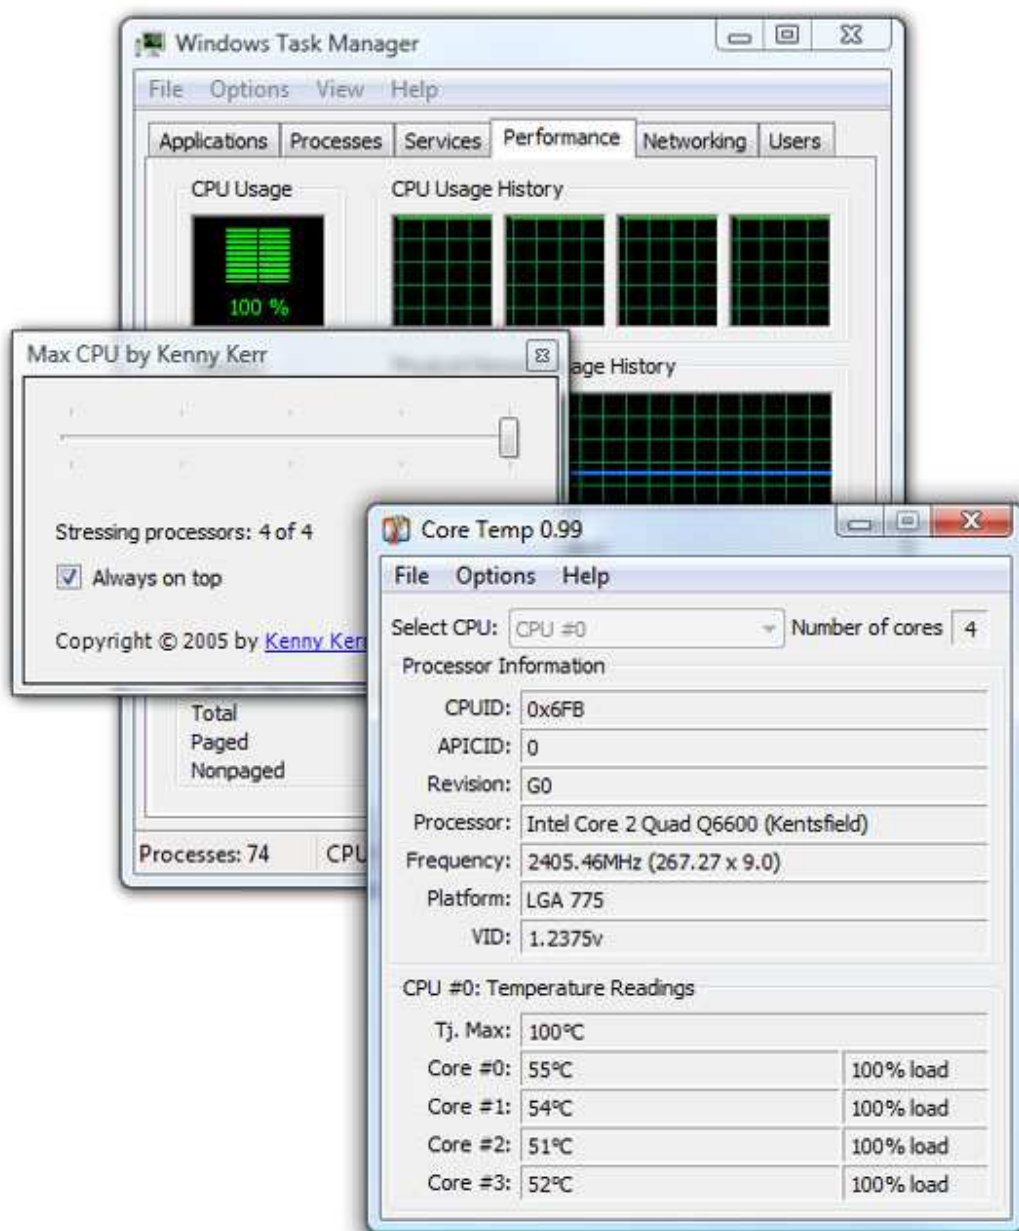 Windows Task Manager
File Options View Help
Applications Processes Services Performance Networking Users
CPU Usage CPU Usage History
100 %
Max CPU by Kenny Kerr
age History
Stressing processors: 4 of 4
Always on top
Copyright © 2005 by Kenny Ker
Total
Paged
Nonpaged
Processes: 74 CPU
Core Temp 0.99
File Options Help
Select CPU: CPU #0 Number of cores 4
Processor Information
CPUID: 0x6FB
APICID: 0
Revision: G0
Processor: Intel Core 2 Quad Q6600 (Kentsfield)
Frequency: 2405.46MHz (267.27 x 9.0)
Platform: LGA 775
VID: 1.2375v
CPU #0: Temperature Readings
Tj. Max: 100°C
Core #0: 55°C 100% load
Core #1: 54°C 100% load
Core #2: 51°C 100% load
Core #3: 52°C 100% load